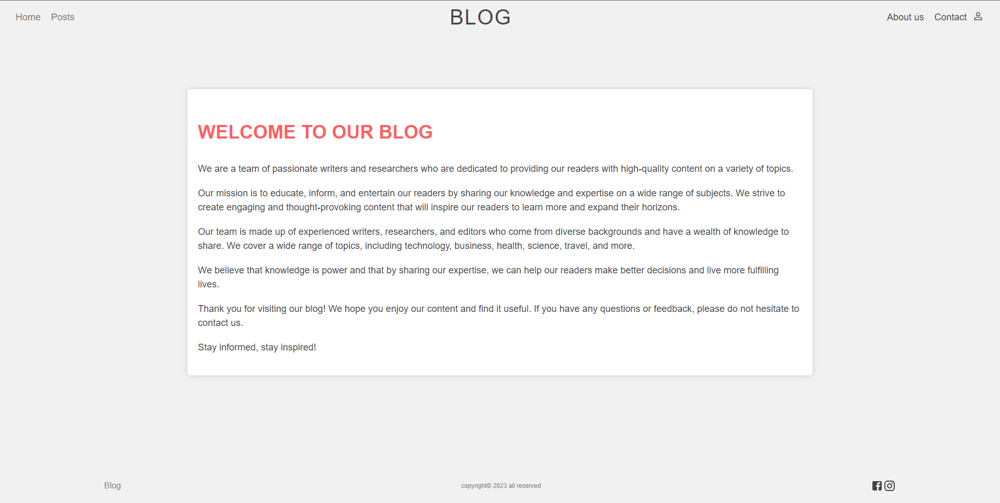 Home Posts BLOG About us Contact
WELCOME TO OUR BLOG
We are a team of passionate writers and researchers who are dedicated to providing our readers with high-quality content on a variety of topics.
Our mission is to educate, inform, and entertain our readers by sharing our knowledge and expertise on a wide range of subjects. We strive to
create engaging and thought-provoking content that will inspire our readers to learn more and expand their horizons.
Our team is made up of experienced writers, researchers, and editors who come from diverse backgrounds and have a wealth of knowledge to
share. We cover a wide range of topics, including technology, business, health, science, travel, and more.
We believe that knowledge is power and that by sharing our expertise, we can help our readers make better decisions and live more fulfilling
lives.
Thank you for visiting our blog! We hope you enjoy our content and find it useful. If you have any questions or feedback, please do not hesitate to
contact us.
Stay informed, stay inspired!
Blog copyright© 2023 all reserved